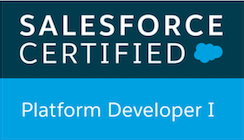 SALESFORCE
CERTIFIED
Platform Developer I